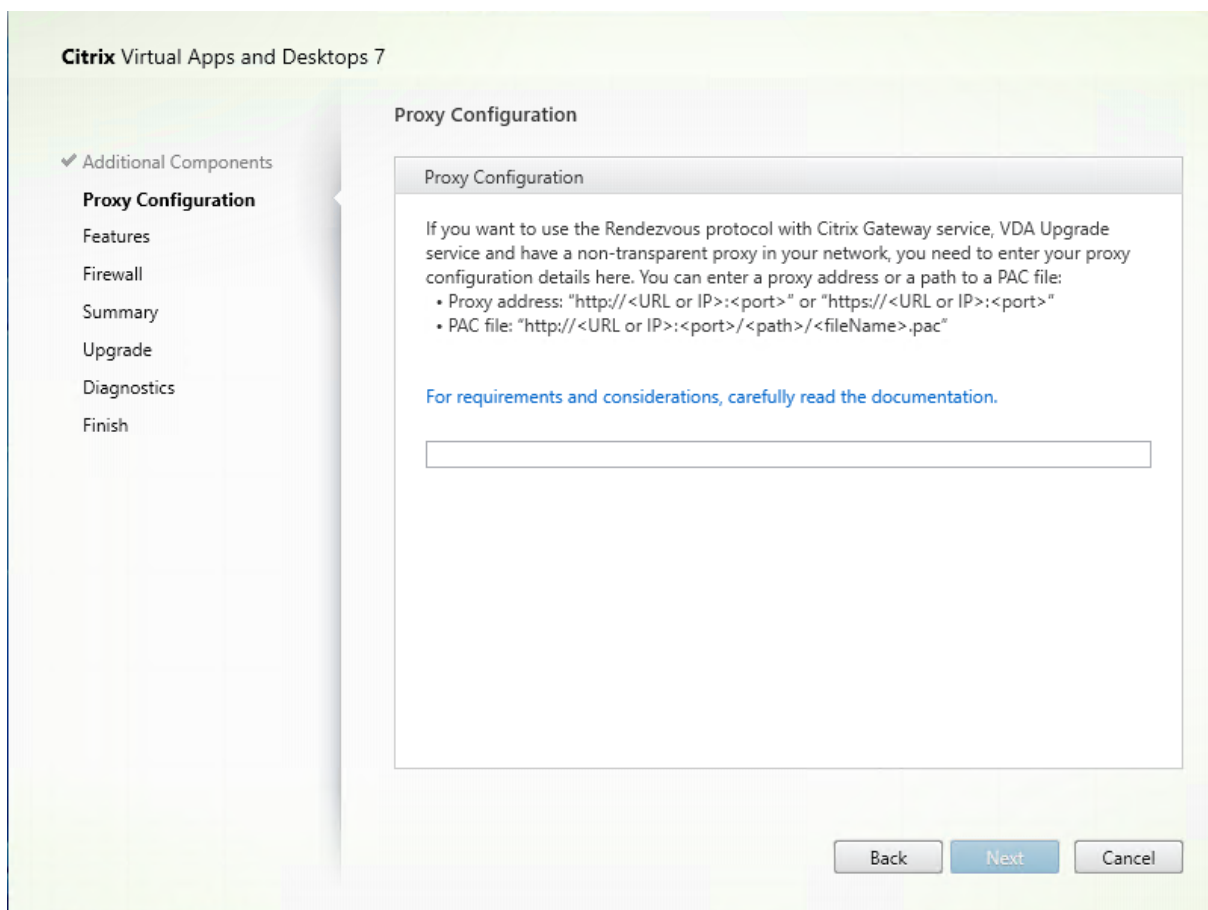 Citrix Virtual Apps and Desktops 7
Additional Components
Proxy Configuration
Features
Firewall
Summary
Upgrade
Diagnostics
Finish
Proxy Configuration
Proxy Configuration
If you want to use the Rendezvous protocol with Citrix Gateway service, VDA Upgrade
service and have a non-transparent proxy in your network, you need to enter your proxy
configuration details here. You can enter a proxy address or a path to a PAC file:
• Proxy address: “http://<URL or IP>:<port>” or “https://<URL or IP>:<port>”
• PAC file: “http://<URL or IP>:<port>/<path>/<fileName>.pac”
For requirements and considerations, carefully read the documentation.
Back
Next
Cancel